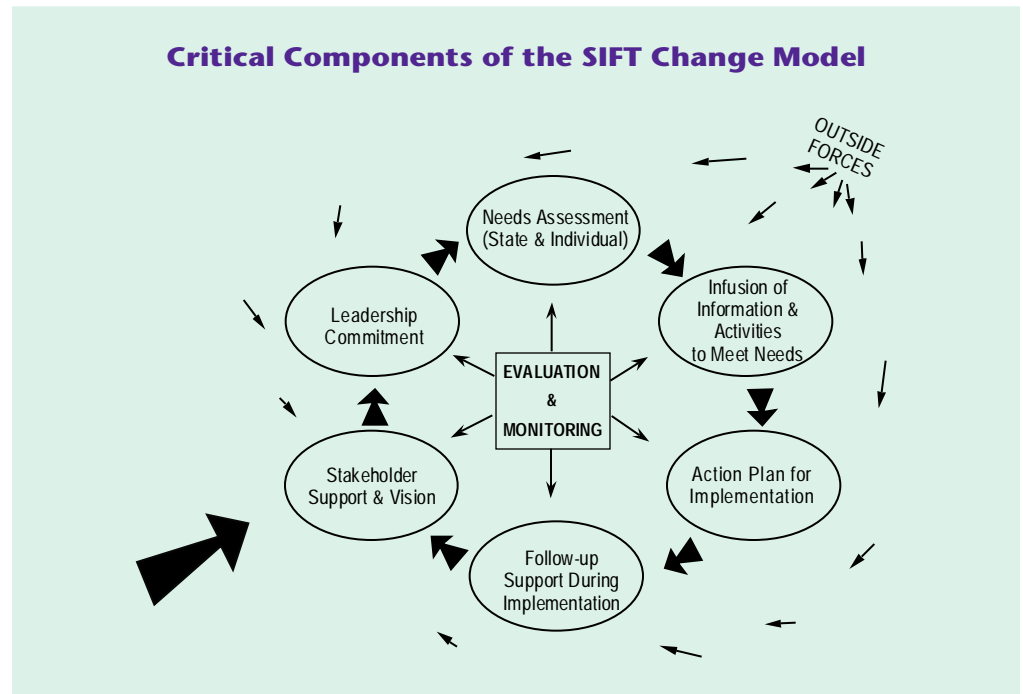 Critical Components of the SIFT Change Model
OUTSIDE
FORCES
Needs Assessment
(State & Individual)
Infusion of
Information &
Activities
to Meet Needs
Leadership
Commitment
EVALUATION
&
MONITORING
Stakeholder
Support & Vision
Action Plan for
Implementation
Follow-up
Support During
Implementation